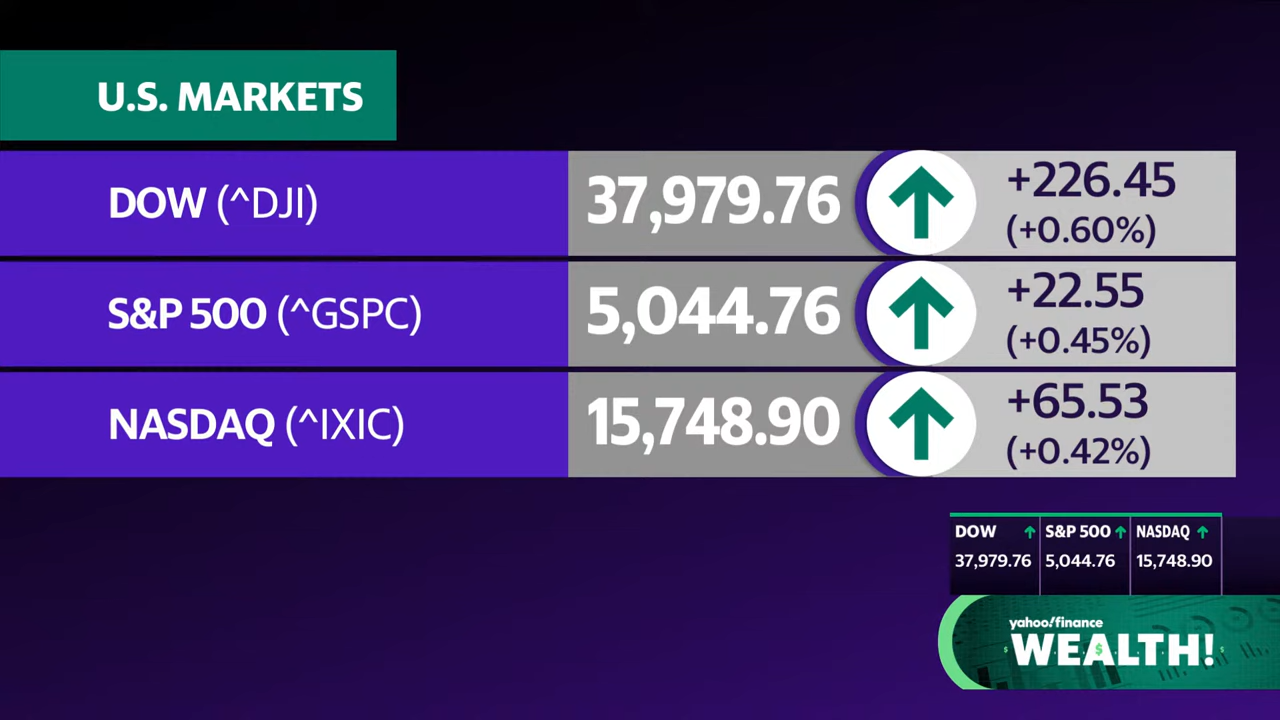 U.S. MARKETS
DOW (^DJI) 37,979.76 +226.45
(+0.60%)
S&P 500 (^GSPC) 5,044.76 +22.55
(+0.45%)
NASDAQ (^IXIC) 15,748.90 +65.53
(+0.42%)
DOW S&P 500 NASDAQ
37,979.76 5,044.76 15,748.90
yahoo!finance
WEALTH!